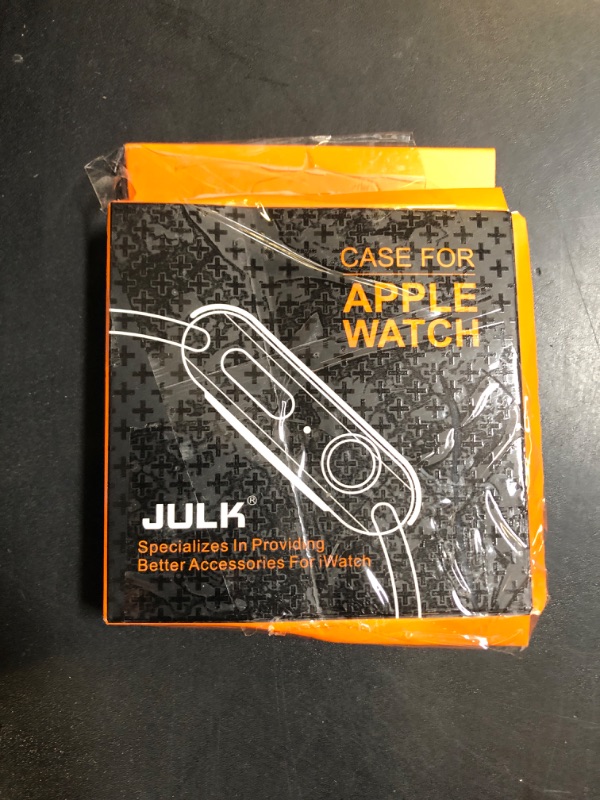 CASE FOR
APPLE
WATCH
JULK®
Specializes In Providing
Better Accessories For iWatch